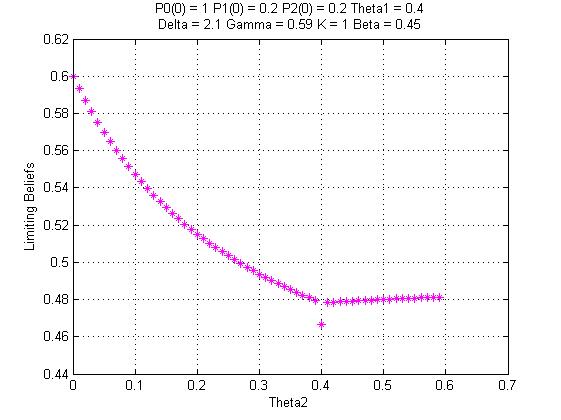 P0(0) = 1 P1(0) = 0.2 P2(0) = 0.2 Theta1 = 0.4
Delta = 2.1 Gamma = 0.59 K = 1 Beta = 0.45
0.62
0.6
0.58
0.56
0.54
0.52
0.5
0.48
0.46
0.44
Limiting Beliefs
0 0.1 0.2 0.3 0.4 0.5 0.6 0.7
Theta2